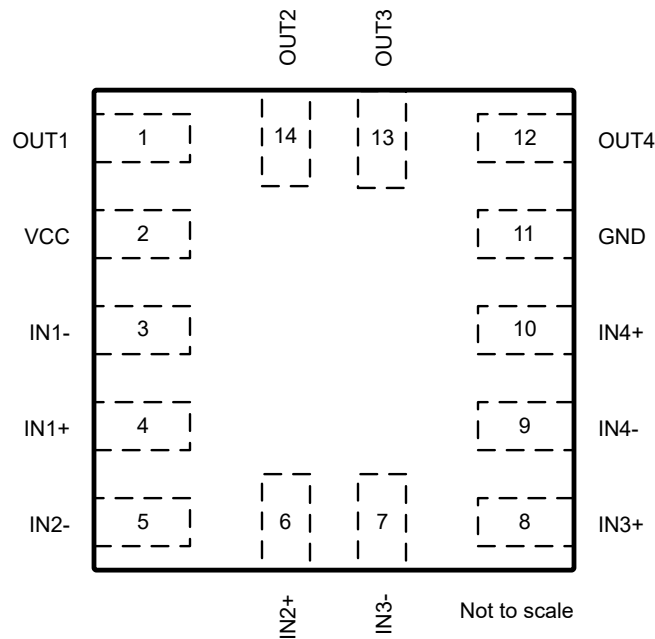 OUT2 OUT3
OUT1 1 14 13 12 OUT4
VCC 2 11 GND
IN1- 3 10 IN4+
IN1+ 4 9 IN4-
IN2- 5 6 7 8 IN3+
IN2+ IN3- Not to scale